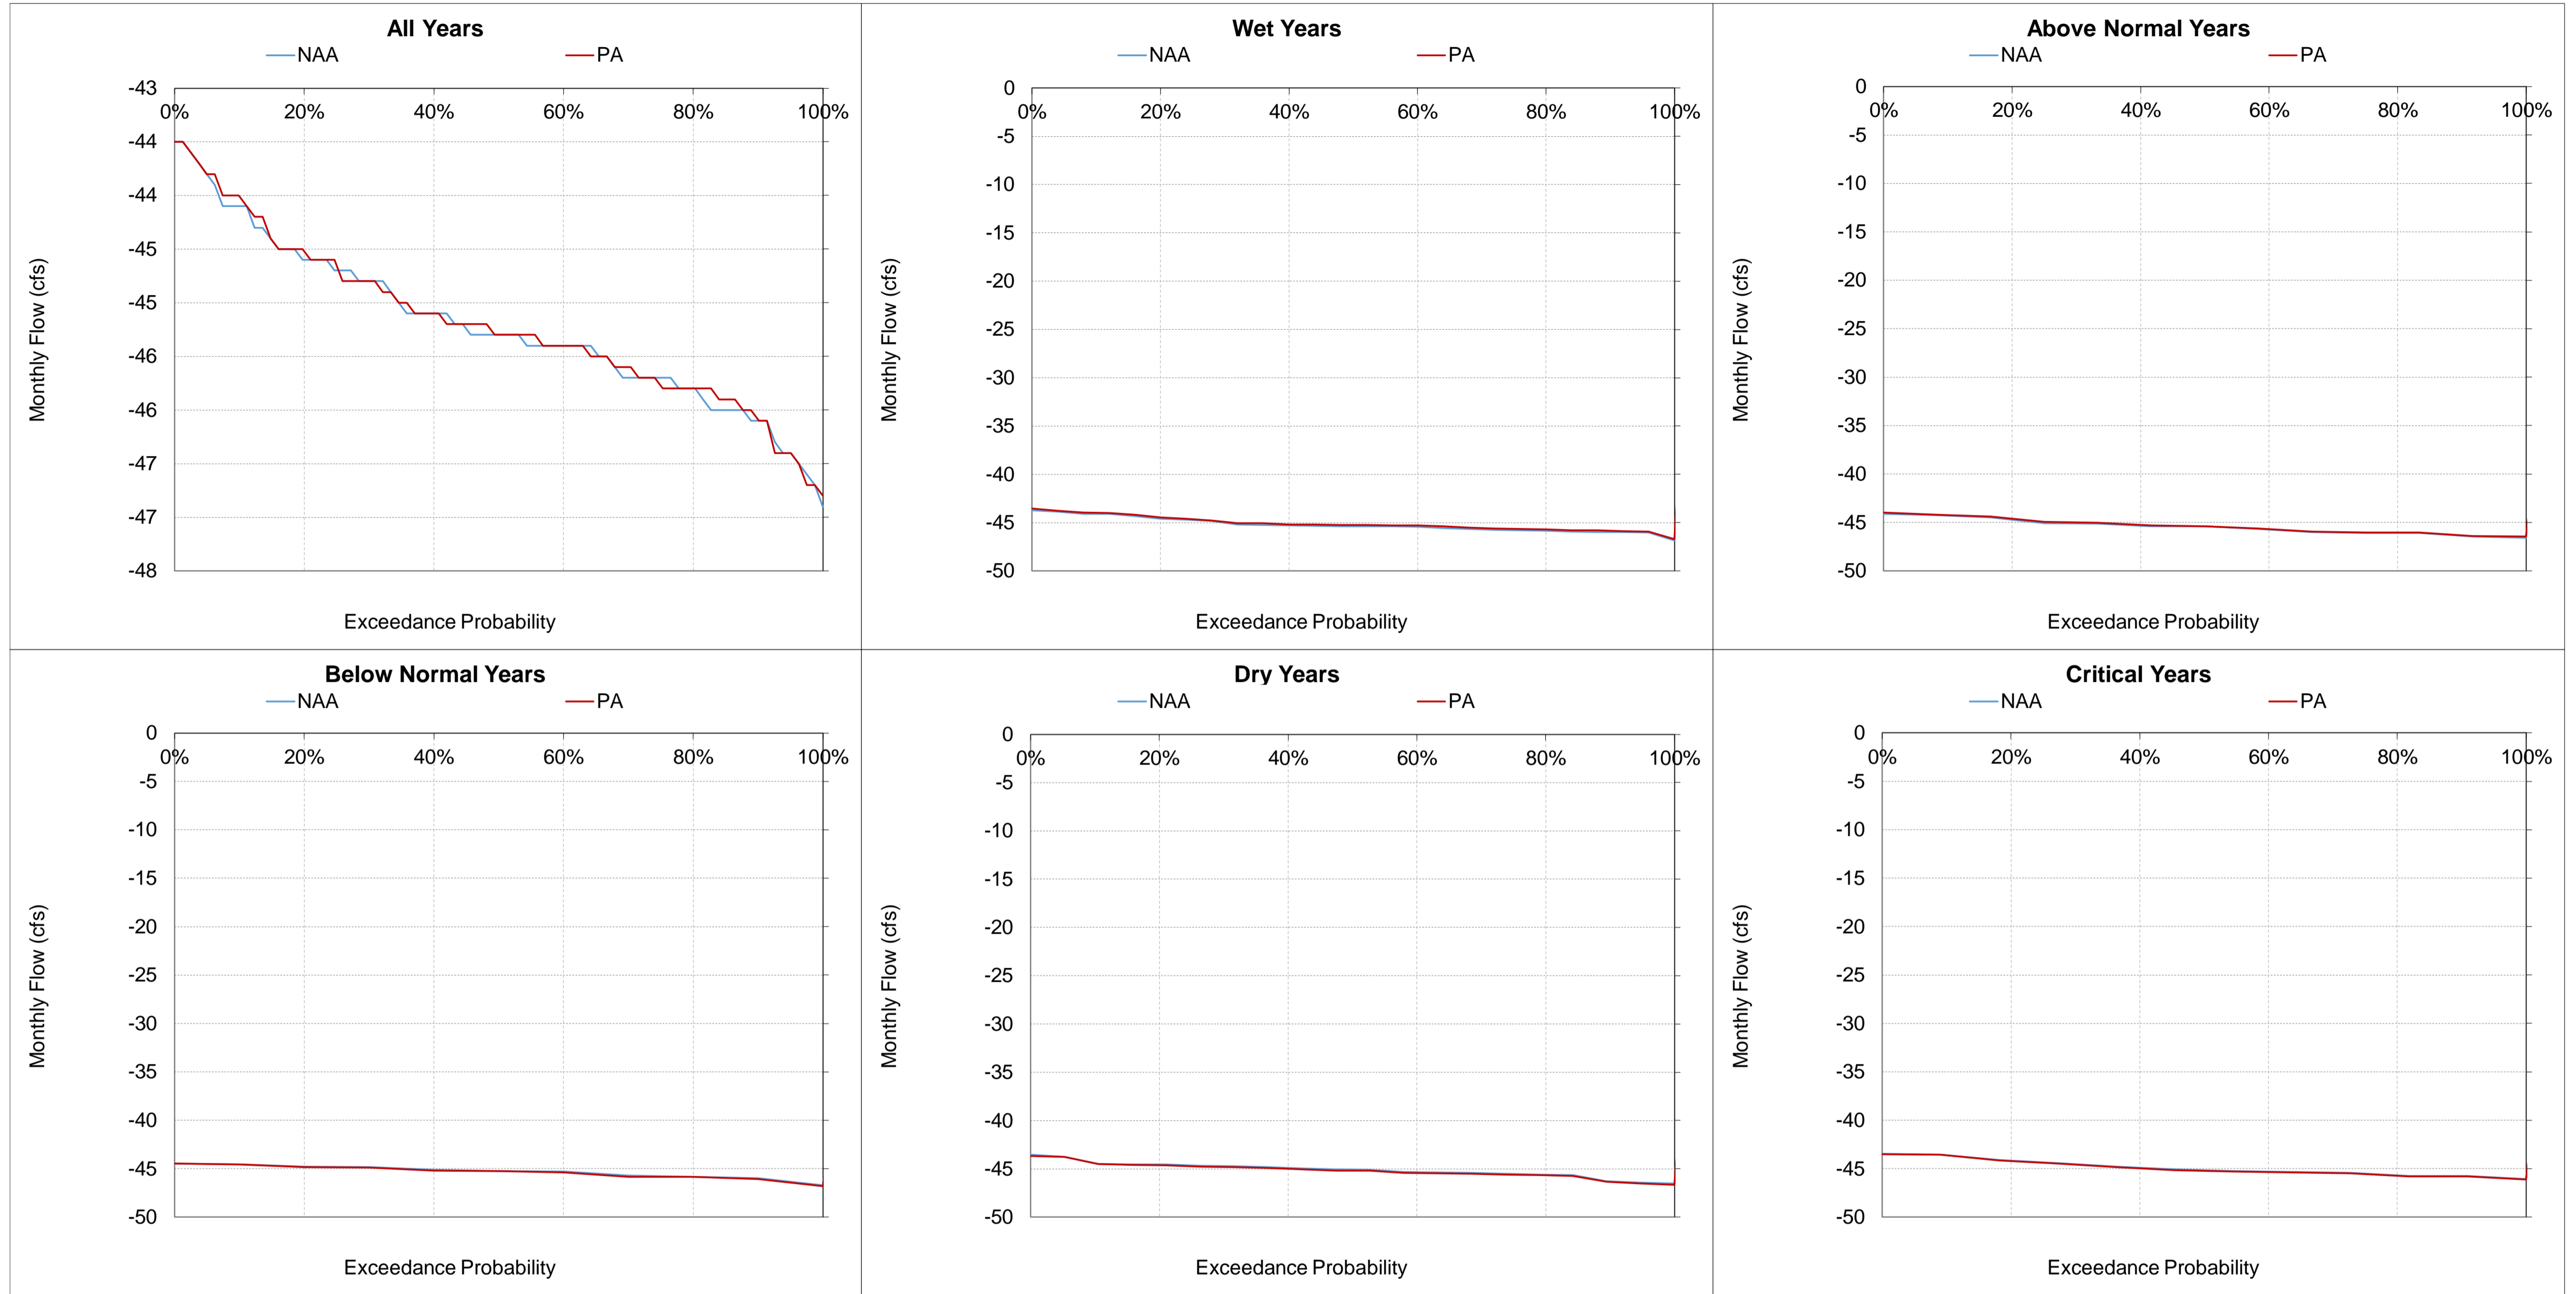 All Years
NAA PA
-43
0% 20% 40% 60% 80% 100%
-44
-44
-45
-45
-46
-46
-47
-47
-48
Monthly Flow (cfs)
Exceedance Probability
Wet Years
NAA PA
0
0% 20% 40% 60% 80% 100%
-5
-10
-15
-20
-25
-30
-35
-40
-45
-50
Monthly Flow (cfs)
Exceedance Probability
Above Normal Years
NAA PA
0
0% 20% 40% 60% 80% 100%
-5
-10
-15
-20
-25
-30
-35
-40
-45
-50
Monthly Flow (cfs)
Exceedance Probability
Below Normal Years
NAA PA
0
0% 20% 40% 60% 80% 100%
-5
-10
-15
-20
-25
-30
-35
-40
-45
-50
Monthly Flow (cfs)
Exceedance Probability
Dry Years
NAA PA
0
0% 20% 40% 60% 80% 100%
-5
-10
-15
-20
-25
-30
-35
-40
-45
-50
Monthly Flow (cfs)
Exceedance Probability
Critical Years
NAA PA
0
0% 20% 40% 60% 80% 100%
-5
-10
-15
-20
-25
-30
-35
-40
-45
-50
Monthly Flow (cfs)
Exceedance Probability